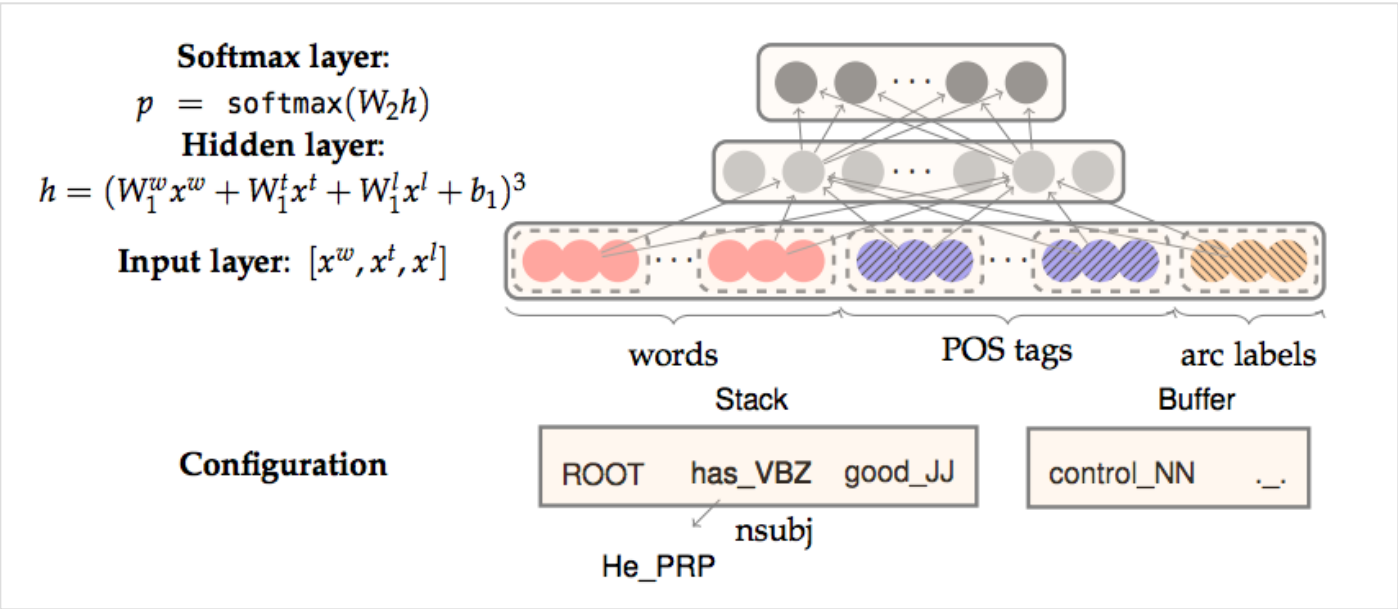 Softmax layer:
p = softmax(W₂h)
Hidden layer:
h = (W₁ʷxʷ + W₁ᵗxᵗ + W₁ˡxˡ + b₁)³
Input layer: [xʷ, xᵗ, xˡ]
··· 
···
··· ···
words POS tags arc labels
Stack Buffer
Configuration ROOT has_VBZ good_JJ control_NN ._.
nsubj
He_PRP